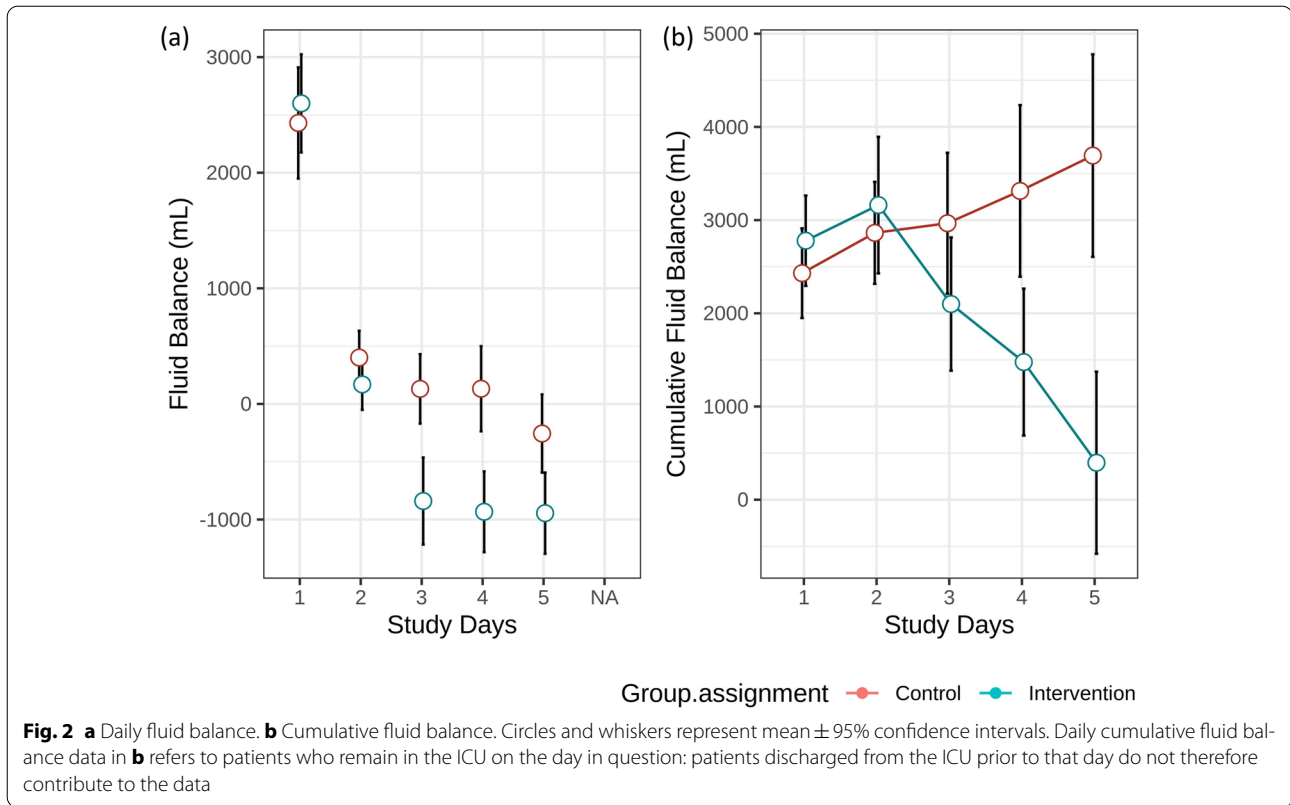 (a)
3000
2000
1000
0
-1000
Fluid Balance (mL)
1 2 3 4 5 NA
Study Days
(b)
5000
4000
3000
2000
1000
0
Cumulative Fluid Balance (mL)
1 2 3 4 5
Study Days
Group.assignment Control Intervention
Fig. 2 a Daily fluid balance. b Cumulative fluid balance. Circles and whiskers represent mean ± 95% confidence intervals. Daily cumulative fluid bal-
ance data in b refers to patients who remain in the ICU on the day in question: patients discharged from the ICU prior to that day do not therefore
contribute to the data